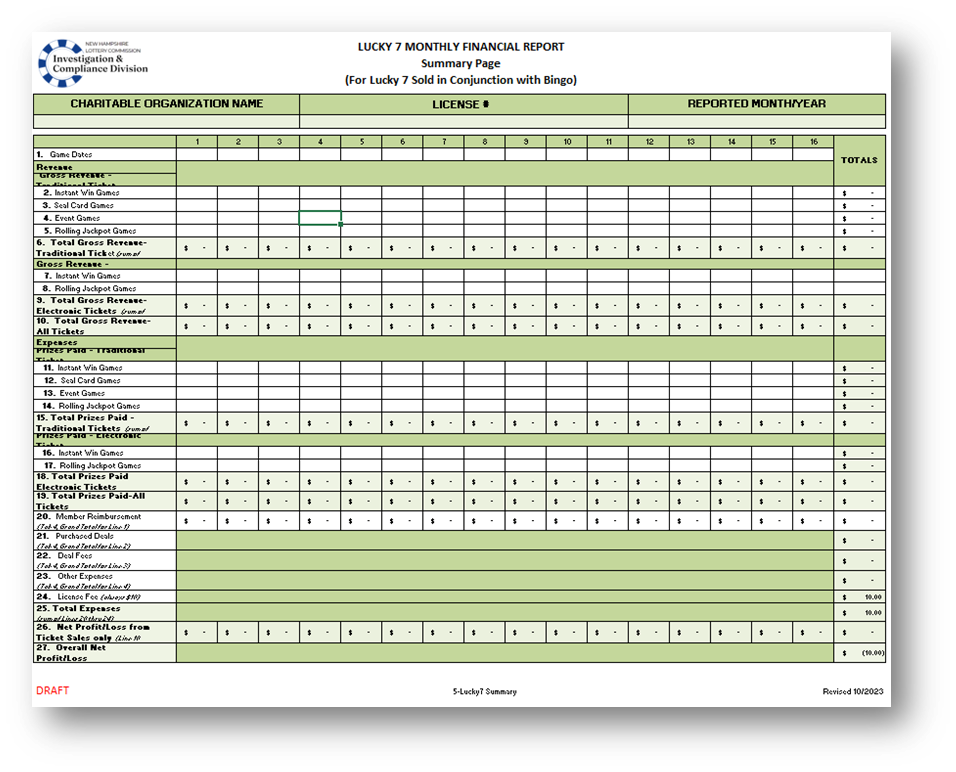 NEW HAMPSHIRE
LOTTERY COMMISSION
Investigation &
Compliance Division
LUCKY 7 MONTHLY FINANCIAL REPORT
Summary Page
(For Lucky 7 Sold in Conjunction with Bingo)
CHARITABLE ORGANIZATION NAME LICENSE # REPORTED MONTH/YEAR
1 2 3 4 5 6 7 8 9 10 11 12 13 14 15 16
1. Game Dates
TOTALS
Revenue
Gross Revenue -
Traditional Ticket
2. Instant Win Games $ -
3. Seal Card Games $ -
4. Event Games $ -
5. Rolling Jackpot Games $ -
6. Total Gross Revenue-
Traditional Ticket (sum of $ - $ - $ - $ - $ - $ - $ - $ - $ - $ - $ - $ - $ - $ - $ - $ - $ -
Gross Revenue -
7. Instant Win Games
8. Rolling Jackpot Games
9. Total Gross Revenue-
Electronic Tickets (sum of $ - $ - $ - $ - $ - $ - $ - $ - $ - $ - $ - $ - $ - $ - $ - $ - $ -
10. Total Gross Revenue-
All Tickets $ - $ - $ - $ - $ - $ - $ - $ - $ - $ - $ - $ - $ - $ - $ - $ - $ -
Expenses
Prizes Paid - Traditional
Ticket
11. Instant Win Games $ -
12. Seal Card Games $ -
13. Event Games $ -
14. Rolling Jackpot Games $ -
15. Total Prizes Paid -
Traditional Tickets (sum of $ - $ - $ - $ - $ - $ - $ - $ - $ - $ - $ - $ - $ - $ - $ - $ - $ -
Prizes Paid - Electronic
Ticket
16. Instant Win Games $ -
17. Rolling Jackpot Games $ -
18. Total Prizes Paid
Electronic Tickets $ - $ - $ - $ - $ - $ - $ - $ - $ - $ - $ - $ - $ - $ - $ - $ - $ -
19. Total Prizes Paid-All
Tickets $ - $ - $ - $ - $ - $ - $ - $ - $ - $ - $ - $ - $ - $ - $ - $ - $ -
20. Member Reimbursement
(Tab 4, Grand Total for Line 1) $ - $ - $ - $ - $ - $ - $ - $ - $ - $ - $ - $ - $ - $ - $ - $ - $ -
21. Purchased Deals
(Tab 4, Grand Total for Line 2) $ -
22. Deal Fees
(Tab 4, Grand Total for Line 3) $ -
23. Other Expenses
(Tab 4, Grand Total for Line 4) $ -
24. License Fee (always $10) $ 10.00
25. Total Expenses
(sum of Lines 20 thru 24) $ 10.00
26. Net Profit/Loss from
Ticket Sales only (Line 10 $ - $ - $ - $ - $ - $ - $ - $ - $ - $ - $ - $ - $ - $ - $ - $ - $ -
27. Overall Net
Profit/Loss $ (10.00)
DRAFT 5-Lucky7 Summary Revised 10/2023